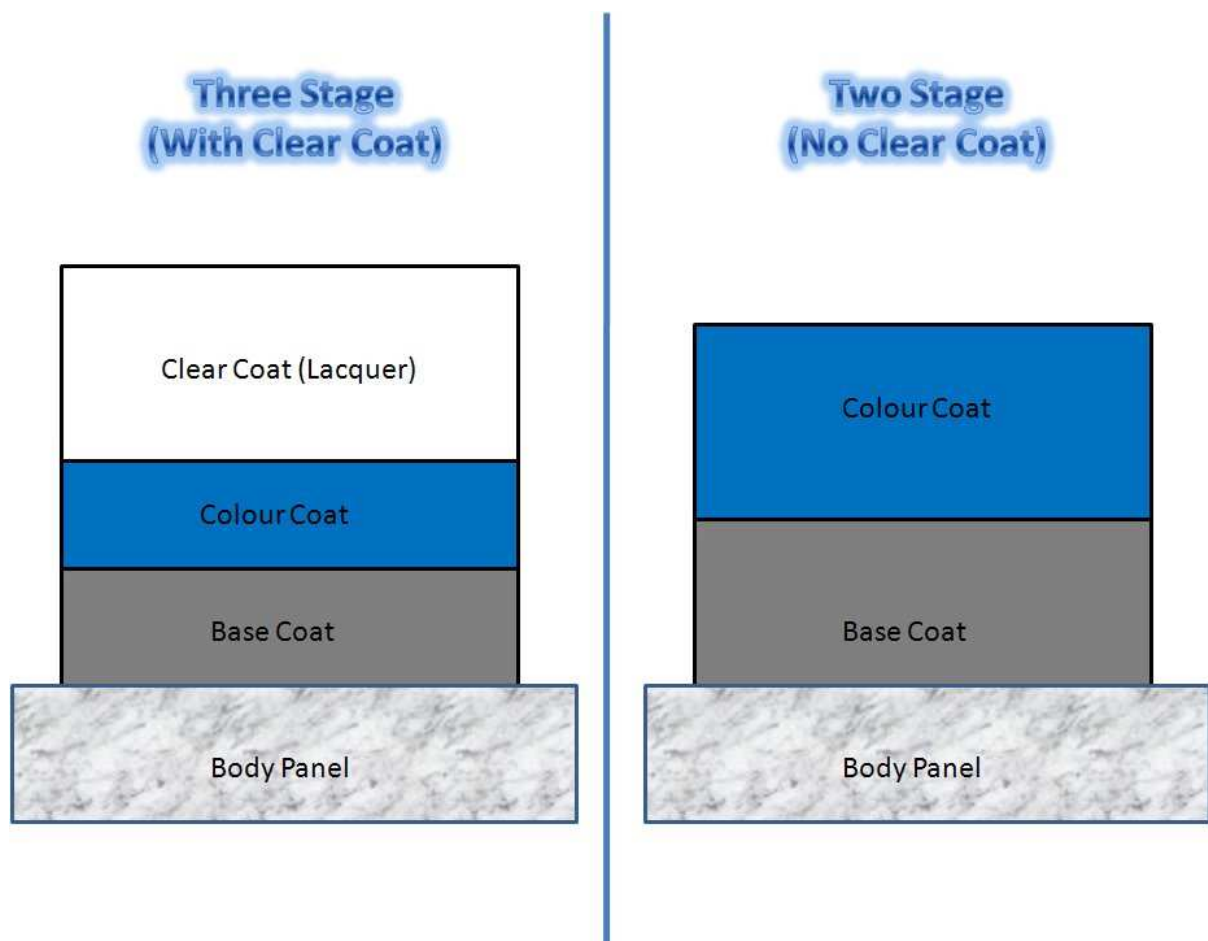 Three Stage
(With Clear Coat)
Clear Coat (Lacquer)
Colour Coat
Base Coat
Body Panel
Two Stage
(No Clear Coat)
Colour Coat
Base Coat
Body Panel